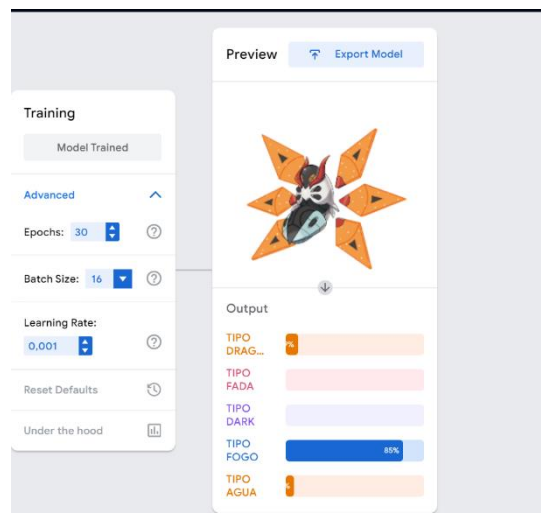 Preview
Export Model
Training
Model Trained
Advanced
Epochs: 30
Batch Size: 16
Learning Rate:
0,001
Reset Defaults
Under the hood
Output
TIPO
DRAG...
%
TIPO
FADA
TIPO
DARK
TIPO
FOGO
85%
TIPO
AGUA
%